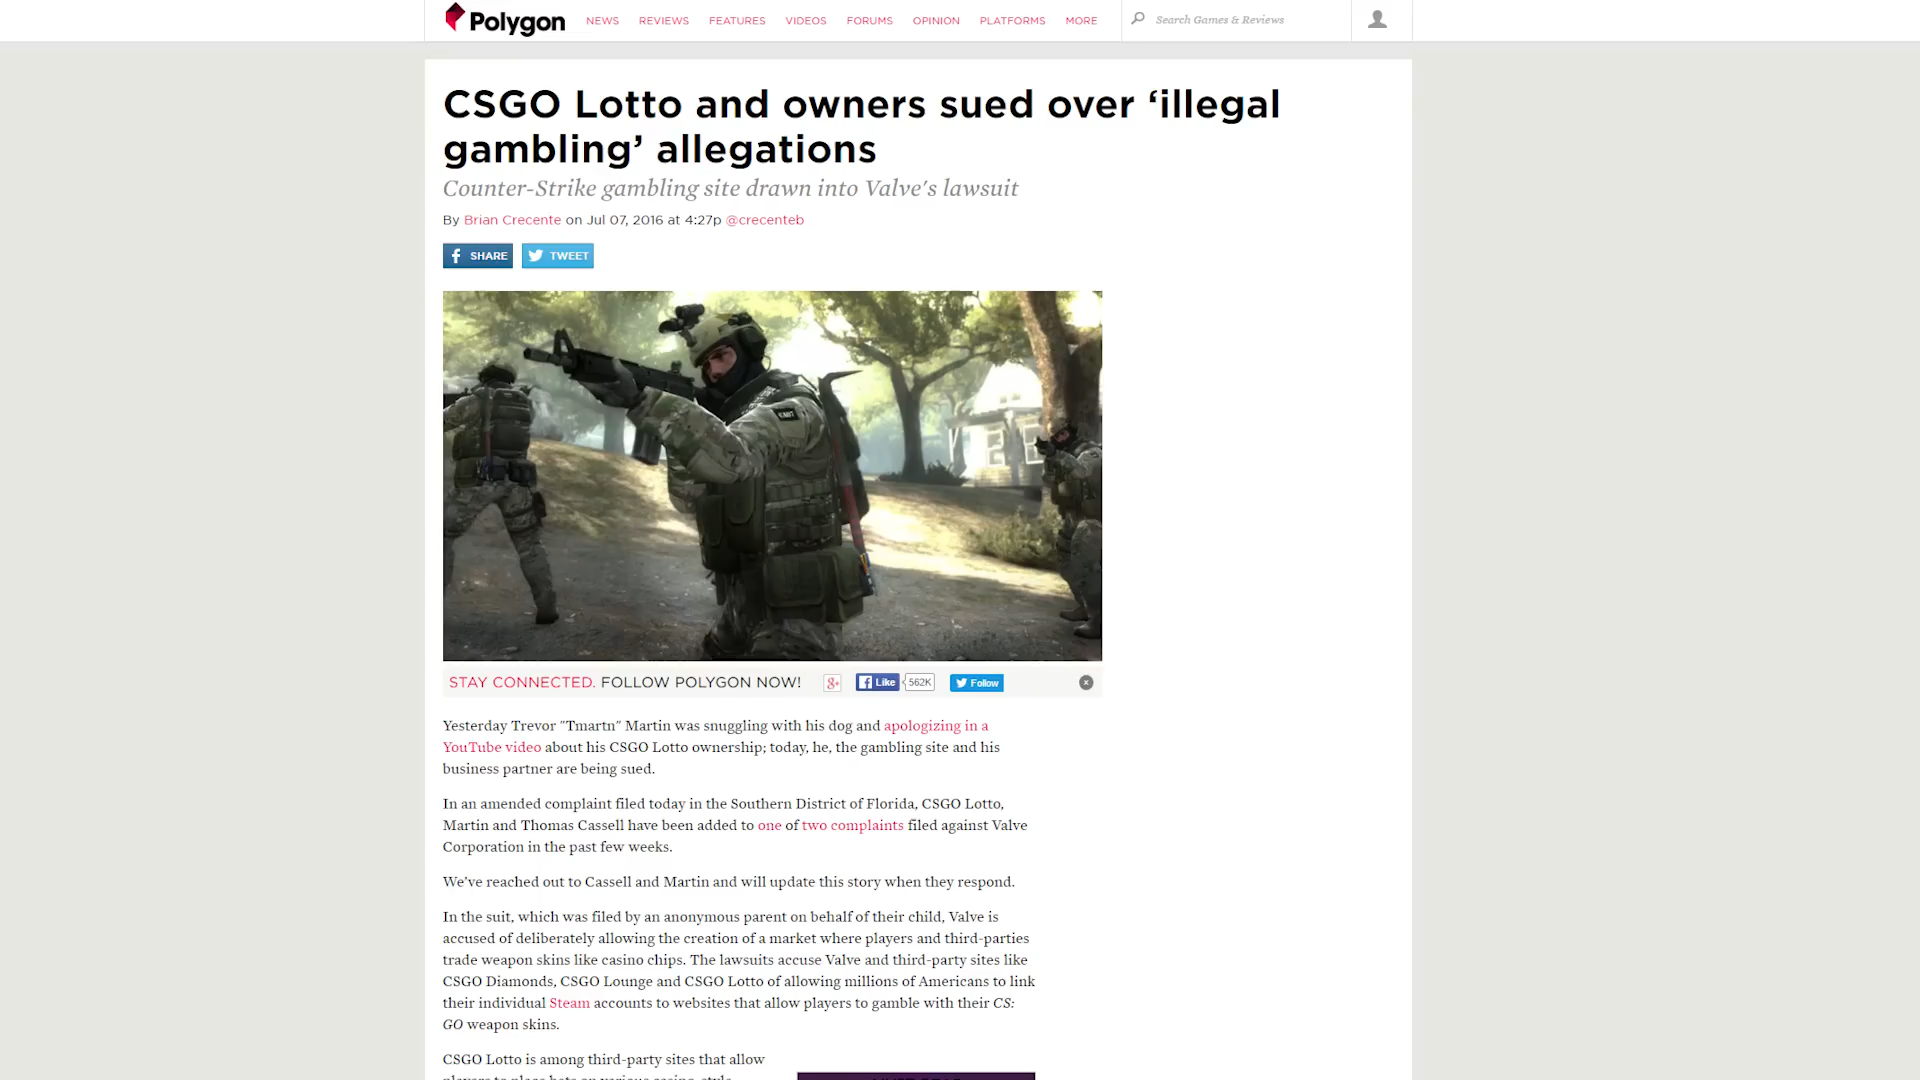 Polygon NEWS REVIEWS FEATURES VIDEOS FORUMS OPINION PLATFORMS MORE Search Games & Reviews
CSGO Lotto and owners sued over ‘illegal
gambling’ allegations
Counter-Strike gambling site drawn into Valve's lawsuit
By Brian Crecente on Jul 07, 2016 at 4:27p @crecenteb
SHARE TWEET
STAY CONNECTED. FOLLOW POLYGON NOW! g+ Like 562K Follow
Yesterday Trevor "Tmartn" Martin was snuggling with his dog and apologizing in a
YouTube video about his CSGO Lotto ownership; today, he, the gambling site and his
business partner are being sued.
In an amended complaint filed today in the Southern District of Florida, CSGO Lotto,
Martin and Thomas Cassell have been added to one of two complaints filed against Valve
Corporation in the past few weeks.
We've reached out to Cassell and Martin and will update this story when they respond.
In the suit, which was filed by an anonymous parent on behalf of their child, Valve is
accused of deliberately allowing the creation of a market where players and third-parties
trade weapon skins like casino chips. The lawsuits accuse Valve and third-party sites like
CSGO Diamonds, CSGO Lounge and CSGO Lotto of allowing millions of Americans to link
their individual Steam accounts to websites that allow players to gamble with their CS:
GO weapon skins.
CSGO Lotto is among third-party sites that allow